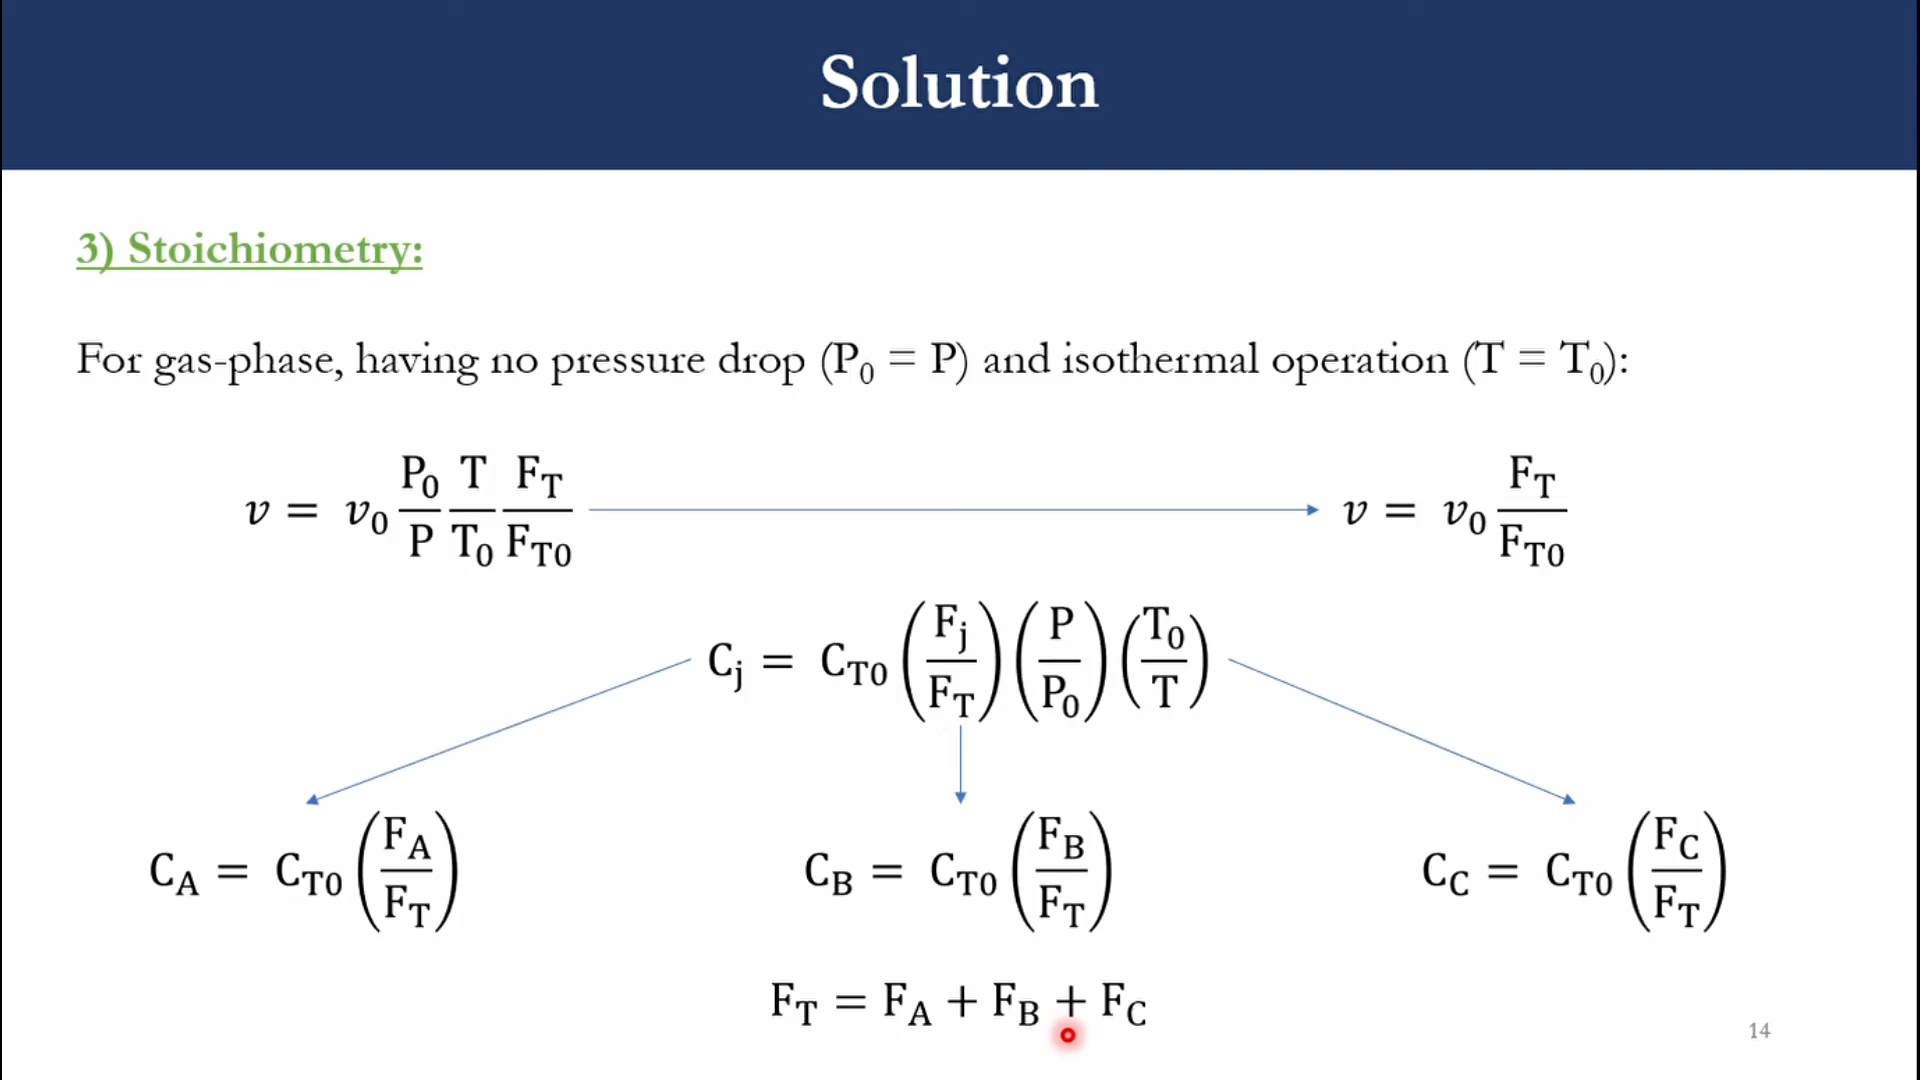 Solution
3) Stoichiometry:
For gas-phase, having no pressure drop (P₀ = P) and isothermal operation (T = T₀):
v = v₀ P₀/P T/T₀ F_T/F_T0
v = v₀ F_T/F_T0
C_j = C_T0 (F_j/F_T) (P/P₀) (T₀/T)
C_A = C_T0 (F_A/F_T)
C_B = C_T0 (F_B/F_T)
C_C = C_T0 (F_C/F_T)
F_T = F_A + F_B + F_C
14